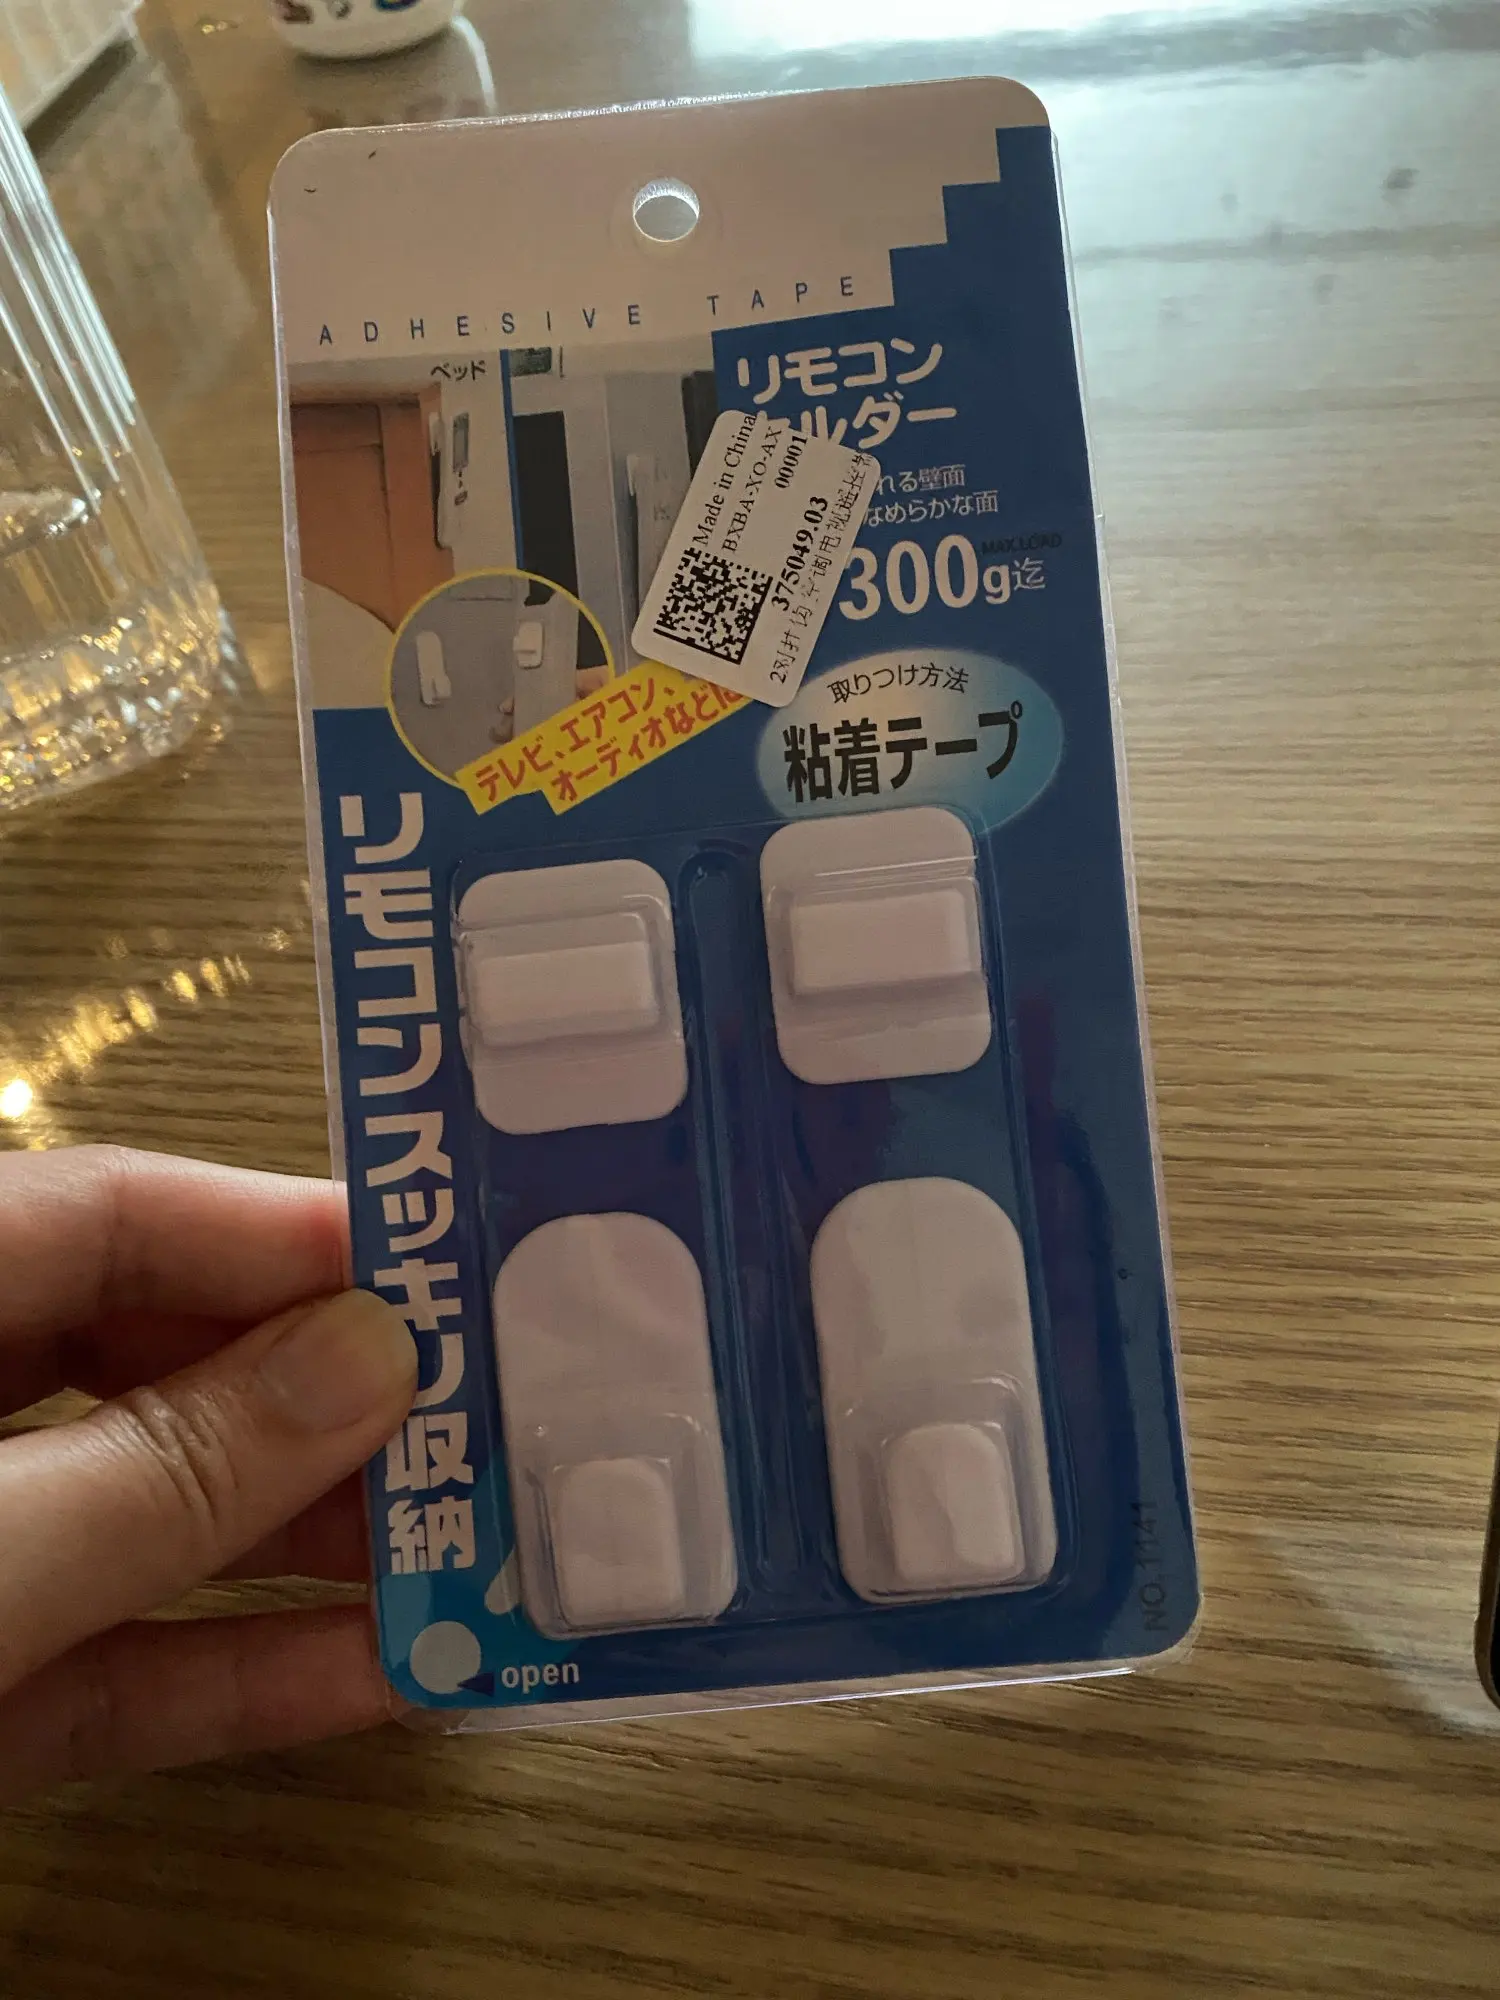 ADHESIVE TAPE
ベッド
リモコン
ルダー
れる壁面
なめらかな面
MAX.LOAD
300g迄
Made in China
BXBA-XO-AX
00001
375049.03
取りつけ方法
粘着テープ
テレビ、エアコン、
オーディオなどに
リモコンスッキリ収納
open
NO.1141